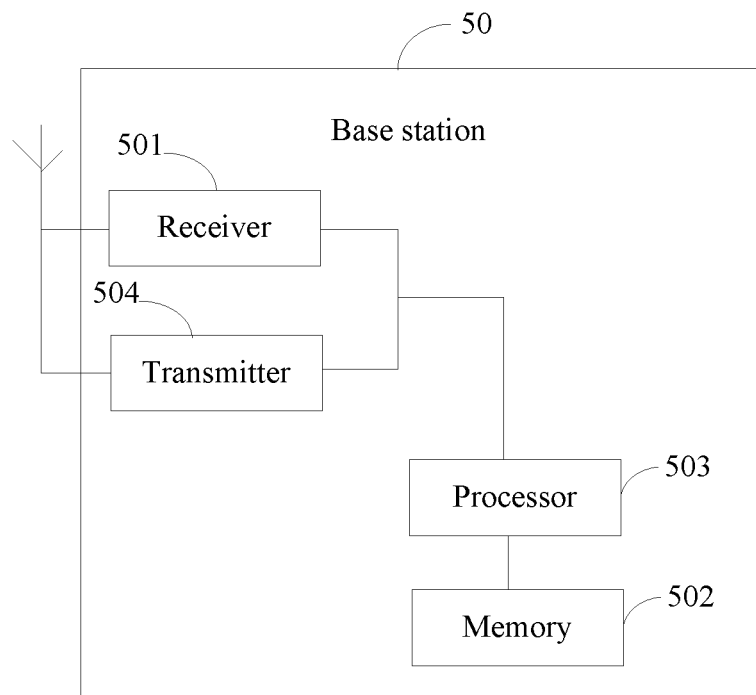 50
Base station
501
Receiver
504
Transmitter
Processor
503
Memory
502